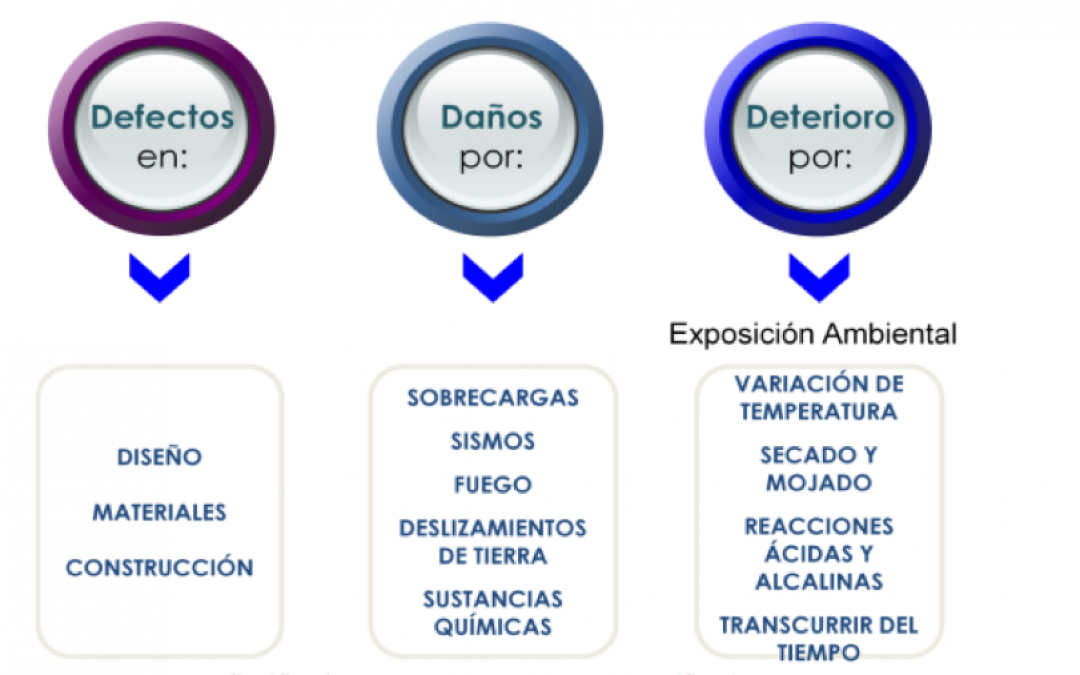 Defectos
en:
Daños
por:
Deterioro
por:
Exposición Ambiental
DISEÑO
MATERIALES
CONSTRUCCIÓN
SOBRECARGAS
SISMOS
FUEGO
DESLIZAMIENTOS
DE TIERRA
SUSTANCIAS
QUÍMICAS
VARIACIÓN DE
TEMPERATURA
SECADO Y
MOJADO
REACCIONES
ÁCIDAS Y
ALCALINAS
TRANSCURRIR DEL
TIEMPO